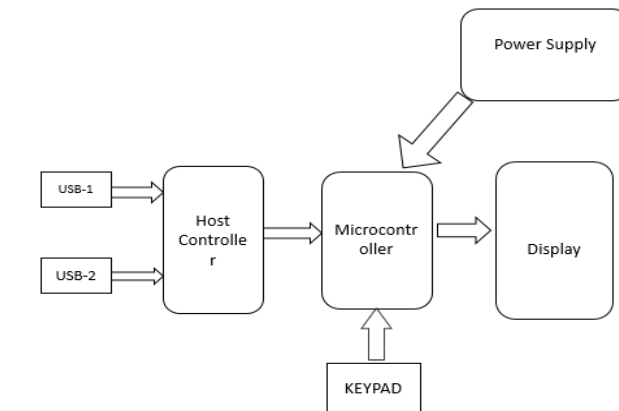 Power Supply
USB-1
Host
Controlle
r
Microcontr
oller
Display
USB-2
KEYPAD